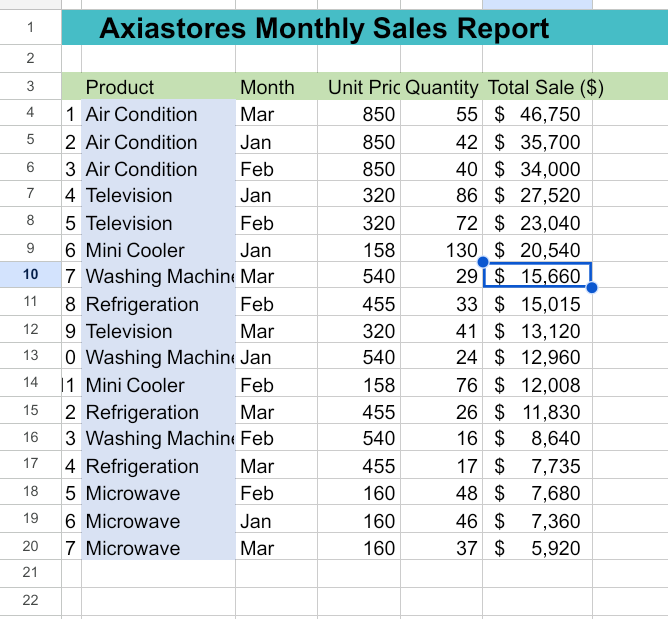 1 Axiastores Monthly Sales Report
2
3 Product Month Unit Pric Quantity Total Sale ($)
4 1 Air Condition Mar 850 55 $ 46,750
5 2 Air Condition Jan 850 42 $ 35,700
6 3 Air Condition Feb 850 40 $ 34,000
7 4 Television Jan 320 86 $ 27,520
8 5 Television Feb 320 72 $ 23,040
9 6 Mini Cooler Jan 158 130 $ 20,540
10 7 Washing Machin Mar 540 29 $ 15,660
11 8 Refrigeration Feb 455 33 $ 15,015
12 9 Television Mar 320 41 $ 13,120
13 0 Washing Machin Jan 540 24 $ 12,960
14 11 Mini Cooler Feb 158 76 $ 12,008
15 2 Refrigeration Mar 455 26 $ 11,830
16 3 Washing Machin Feb 540 16 $ 8,640
17 4 Refrigeration Mar 455 17 $ 7,735
18 5 Microwave Feb 160 48 $ 7,680
19 6 Microwave Jan 160 46 $ 7,360
20 7 Microwave Mar 160 37 $ 5,920
21
22